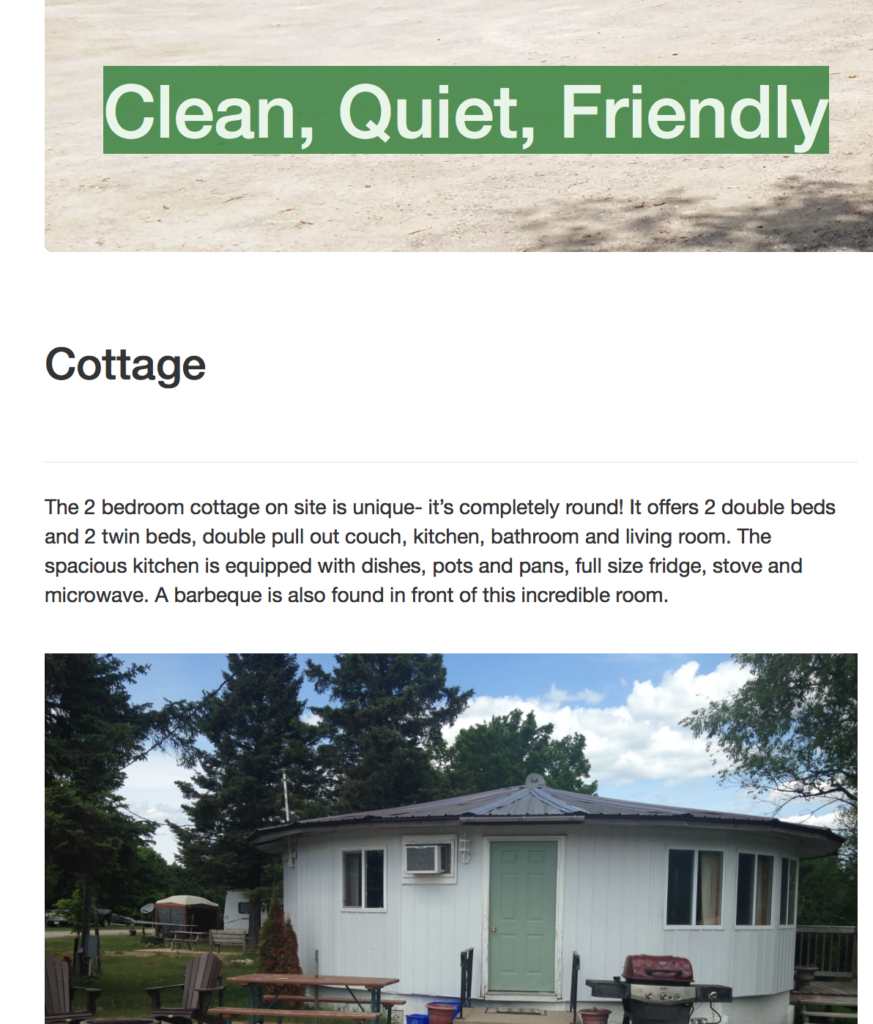 Clean, Quiet, Friendly
Cottage
The 2 bedroom cottage on site is unique- it’s completely round! It offers 2 double beds
and 2 twin beds, double pull out couch, kitchen, bathroom and living room. The
spacious kitchen is equipped with dishes, pots and pans, full size fridge, stove and
microwave. A barbeque is also found in front of this incredible room.